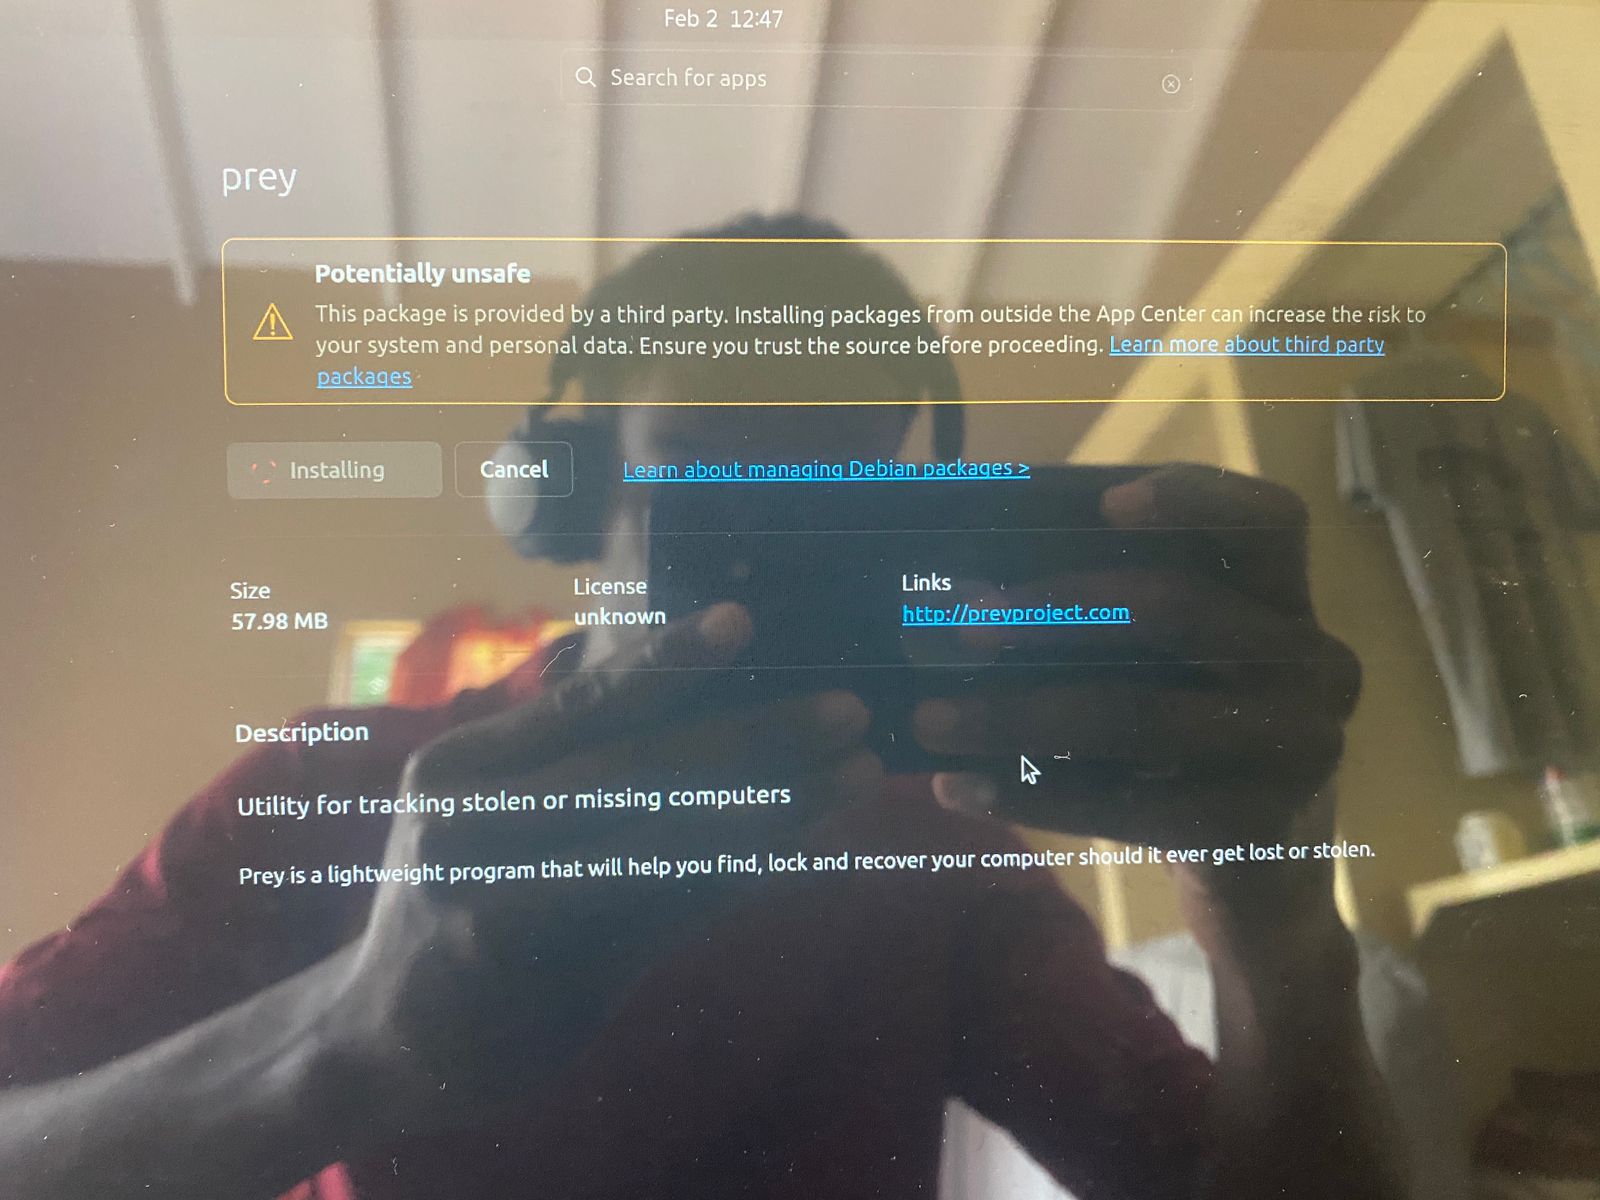 Feb 2 12:47
Search for apps
prey
Potentially unsafe
This package is provided by a third party. Installing packages from outside the App Center can increase the risk to
your system and personal data. Ensure you trust the source before proceeding. Learn more about third party
packages
Installing Cancel Learn about managing Debian packages >
Size License Links
57.98 MB unknown http://preyproject.com
Description
Utility for tracking stolen or missing computers
Prey is a lightweight program that will help you find, lock and recover your computer should it ever get lost or stolen.